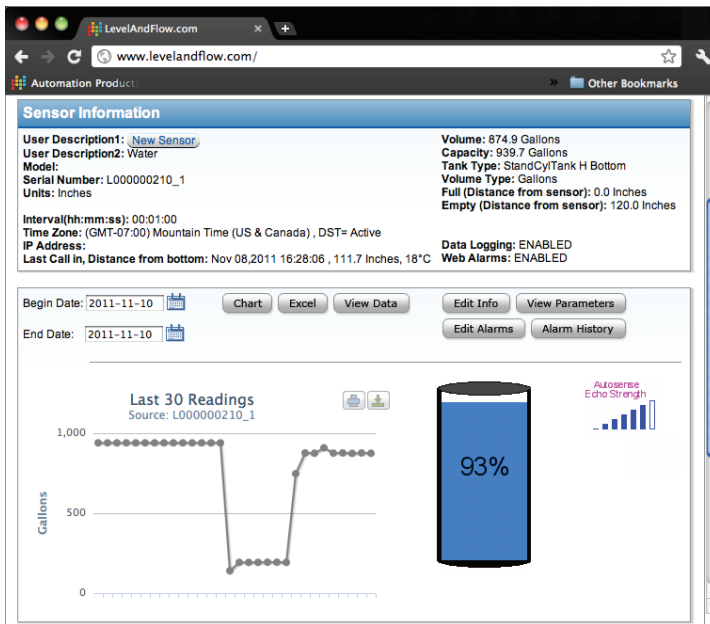 LevelAndFlow.com
www.levelandflow.com/
Automation Product
Other Bookmarks
Sensor Information
User Description1: New Sensor
User Description2: Water
Model:
Serial Number: L000000210_1
Units: Inches
Interval(hh:mm:ss): 00:01:00
Time Zone: (GMT-07:00) Mountain Time (US & Canada) , DST= Active
IP Address:
Last Call in, Distance from bottom: Nov 08,2011 16:28:06 , 111.7 Inches, 18°C
Volume: 874.9 Gallons
Capacity: 939.7 Gallons
Tank Type: StandCylTank H Bottom
Volume Type: Gallons
Full (Distance from sensor): 0.0 Inches
Empty (Distance from sensor): 120.0 Inches
Data Logging: ENABLED
Web Alarms: ENABLED
Begin Date: 2011-11-10
End Date: 2011-11-10
Chart Excel View Data
Edit Info View Parameters
Edit Alarms Alarm History
Last 30 Readings
Source: L000000210_1
1,000
500
0
Gallons
93%
Autosense
Echo Strength